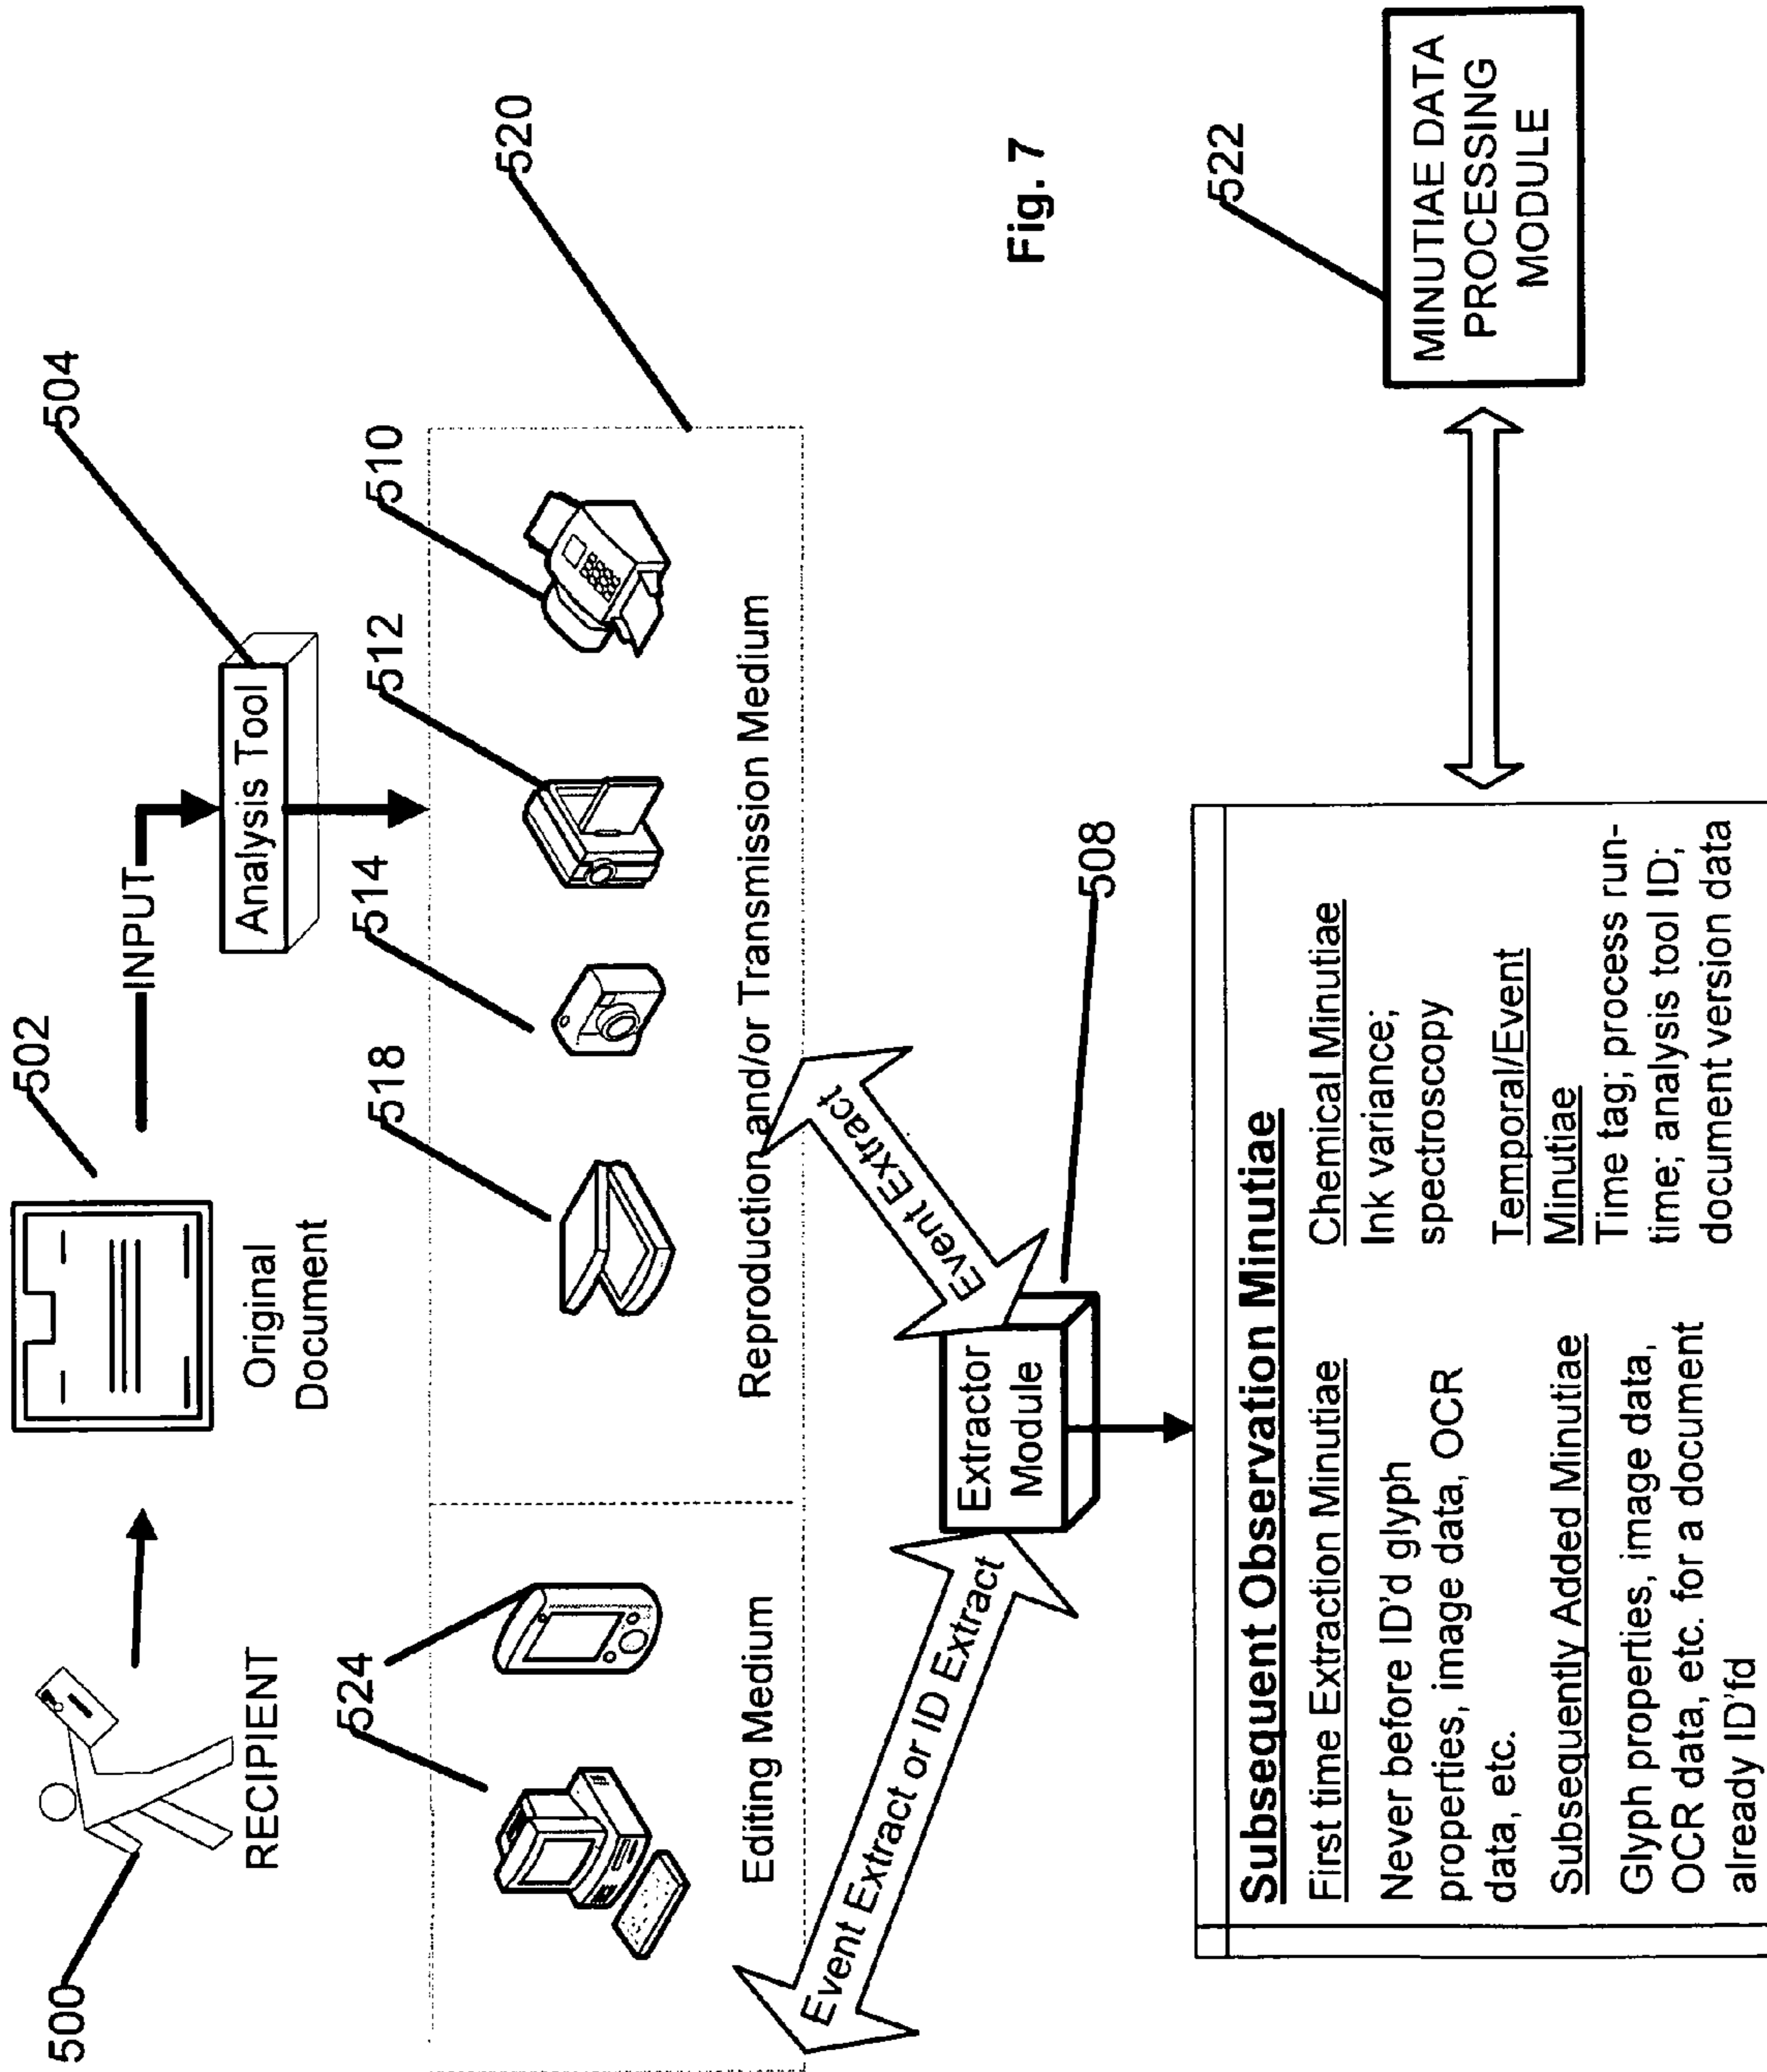 500
RECIPIENT
502
Original
Document
INPUT
504
Analysis Tool
524
Editing Medium
518
514
512
510
520
Reproduction and/or Transmission Medium
Event Extract or ID Extract
Event Extract
Extractor
Module
508
Fig. 7
Subsequent Observation Minutiae
First time Extraction Minutiae
Never before ID'd glyph
properties, image data, OCR
data, etc.
Subsequently Added Minutiae
Glyph properties, image data,
OCR data, etc. for a document
already ID'fd
Chemical Minutiae
Ink variance;
spectroscopy
Temporal/Event
Minutiae
Time tag; process run-
time; analysis tool ID;
document version data
522
MINUTIAE DATA
PROCESSING
MODULE